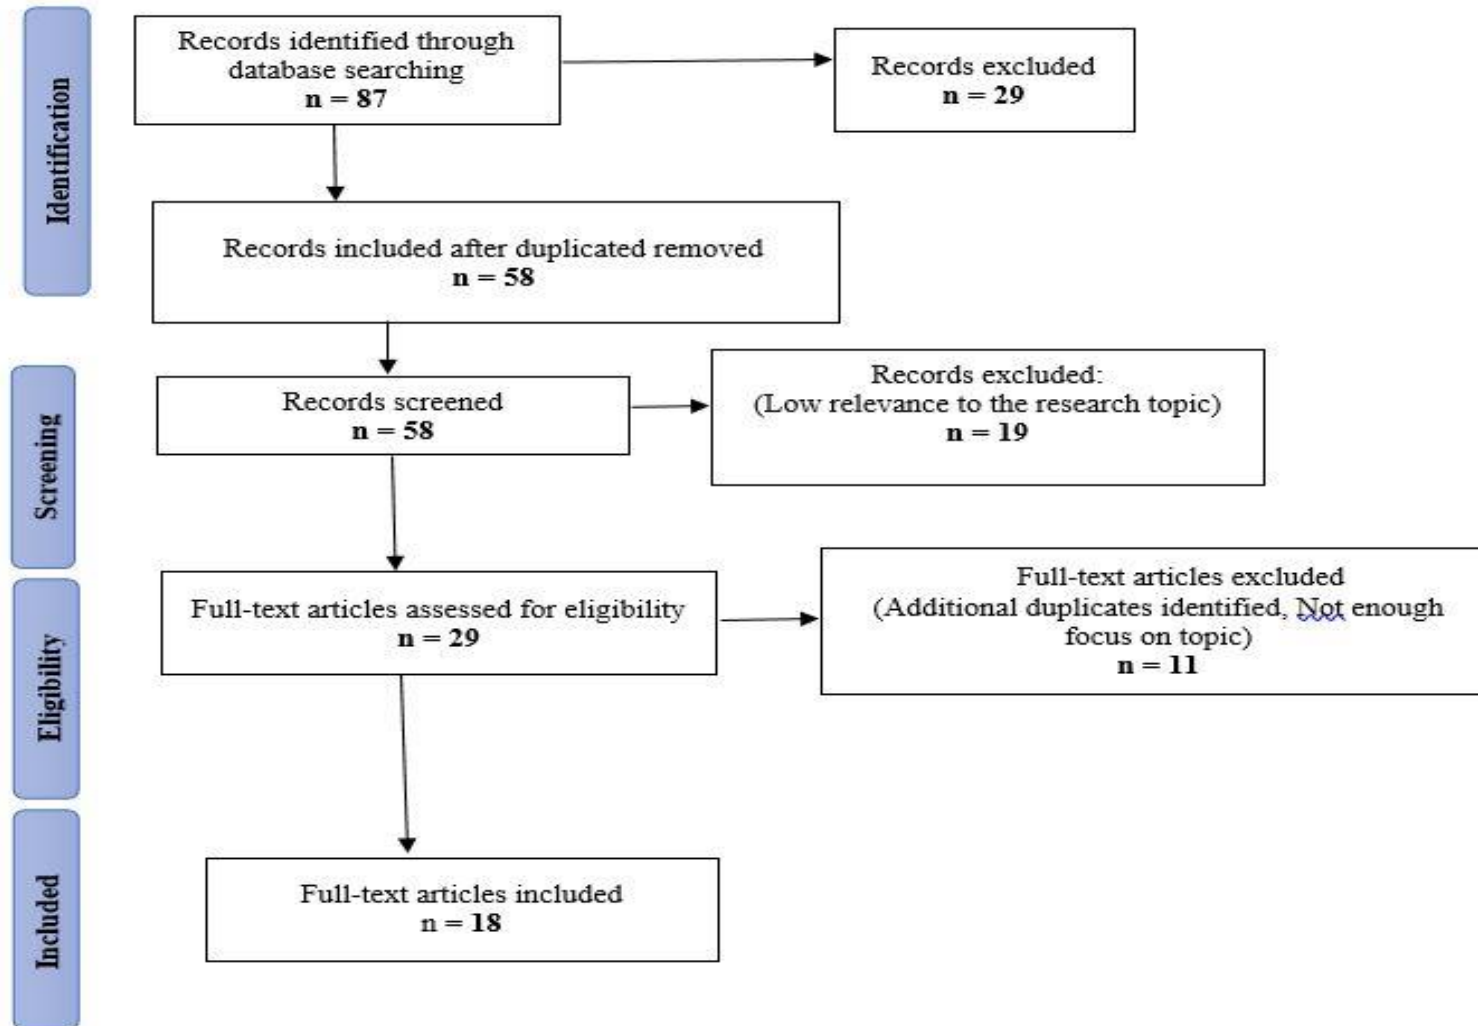 Identification
Records identified through
database searching
n = 87
Records excluded
n = 29
Records included after duplicated removed
n = 58
Screening
Records screened
n = 58
Records excluded:
(Low relevance to the research topic)
n = 19
Eligibility
Full-text articles assessed for eligibility
n = 29
Full-text articles excluded
(Additional duplicates identified, Not enough
focus on topic)
n = 11
Included
Full-text articles included
n = 18